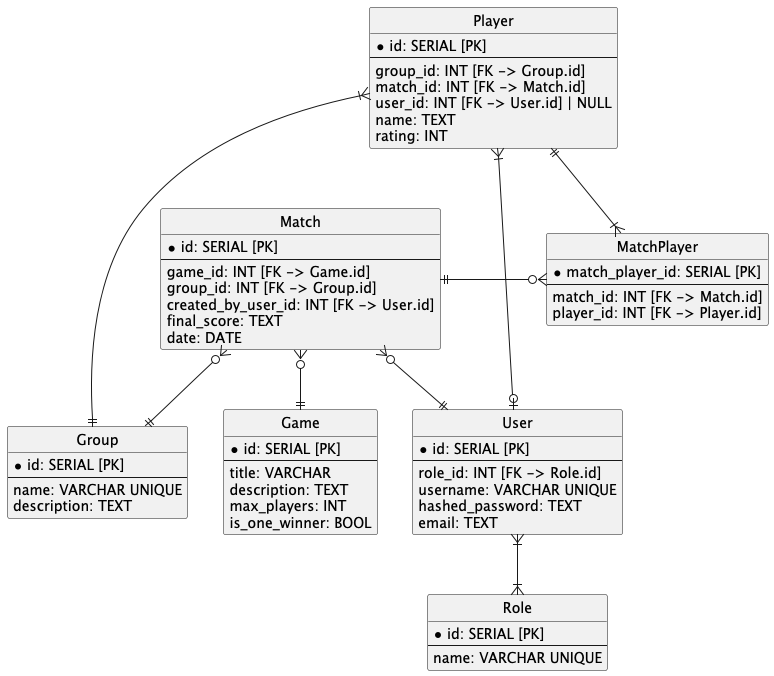 Player
id: SERIAL [PK]
group_id: INT [FK -> Group.id]
match_id: INT [FK -> Match.id]
user_id: INT [FK -> User.id] | NULL
name: TEXT
rating: INT
Match
id: SERIAL [PK]
game_id: INT [FK -> Game.id]
group_id: INT [FK -> Group.id]
created_by_user_id: INT [FK -> User.id]
final_score: TEXT
date: DATE
MatchPlayer
match_player_id: SERIAL [PK]
match_id: INT [FK -> Match.id]
player_id: INT [FK -> Player.id]
Group
id: SERIAL [PK]
name: VARCHAR UNIQUE
description: TEXT
Game
id: SERIAL [PK]
title: VARCHAR
description: TEXT
max_players: INT
is_one_winner: BOOL
User
id: SERIAL [PK]
role_id: INT [FK -> Role.id]
username: VARCHAR UNIQUE
hashed_password: TEXT
email: TEXT
Role
id: SERIAL [PK]
name: VARCHAR UNIQUE